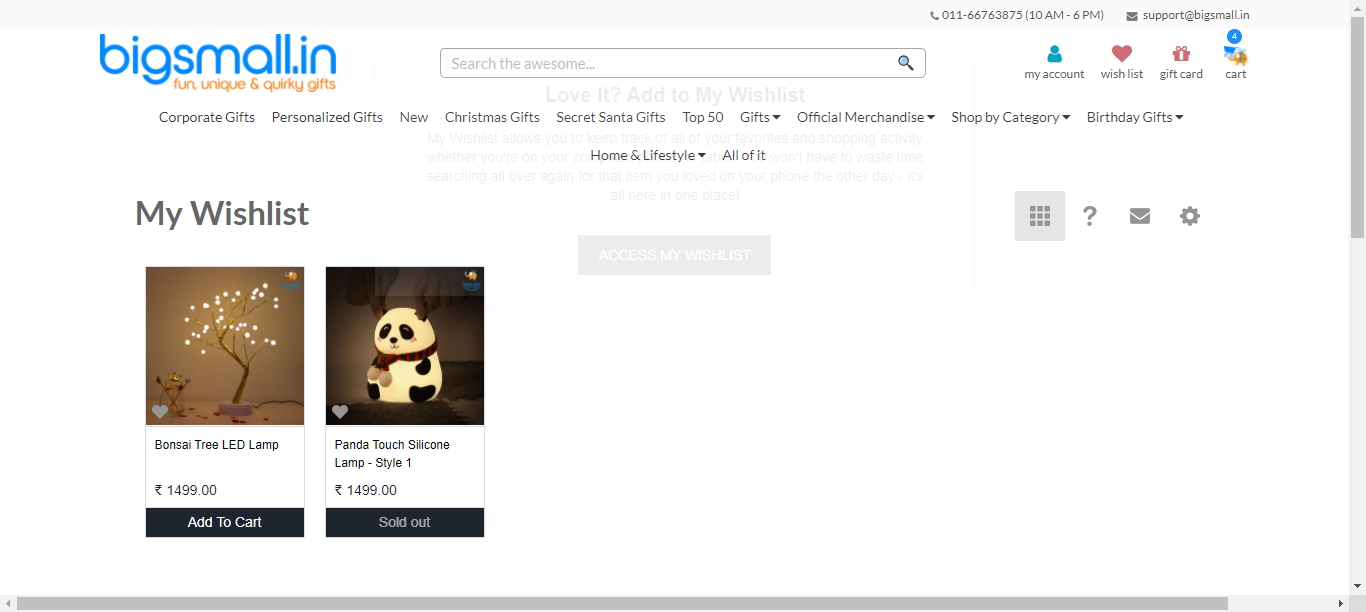 011-66763875 (10 AM - 6 PM) support@bigsmall.in
bigsmall.in
fun, unique & quirky gifts
Search the awesome...
my account wish list gift card 4 cart
Love It? Add to My Wishlist
Corporate Gifts Personalized Gifts New Christmas Gifts Secret Santa Gifts Top 50 Gifts Official Merchandise Shop by Category Birthday Gifts
My Wishlist allows you to keep track of all of your favorites and shopping activity
whether you're on your won't have to waste time
Home & Lifestyle All of it
searching all over again for that item you loved on your phone the other day - it's
all here in one place!
My Wishlist
?
ACCESS MY WISHLIST
Bonsai Tree LED Lamp
₹ 1499.00
Add To Cart
Panda Touch Silicone
Lamp - Style 1
₹ 1499.00
Sold out